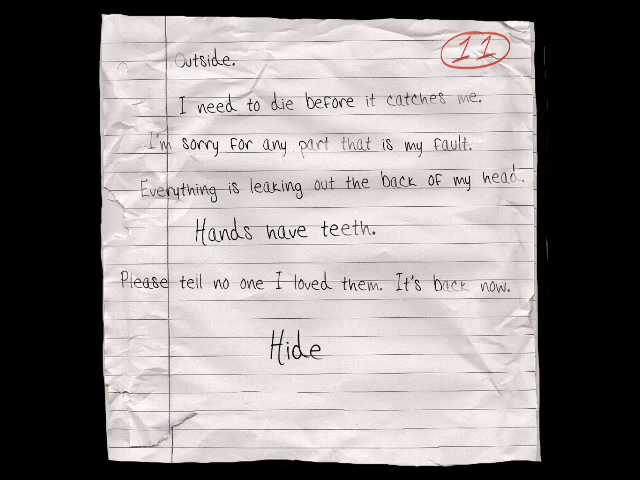 11
Outside.
I need to die before it catches me.
I'm sorry for any part that is my fault.
Everything is leaking out the back of my head.
Hands have teeth.
Please tell no one I loved them. It's back now.
Hide